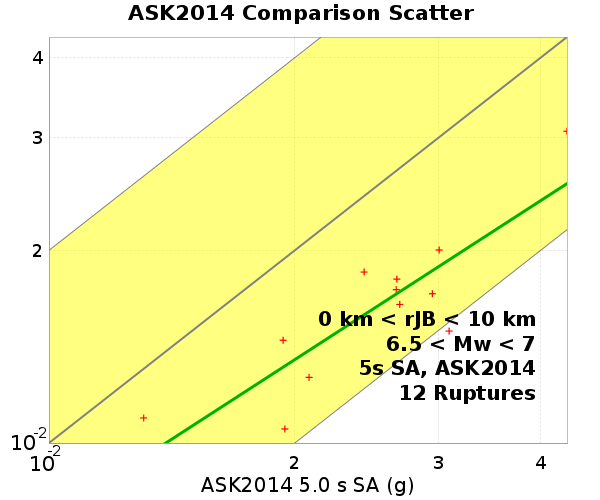 ASK2014 Comparison Scatter
4
3
2
10-2
10-2
2
3
4
0 km < rJB < 10 km
6.5 < Mw < 7
5s SA, ASK2014
12 Ruptures
ASK2014 5.0 s SA (g)